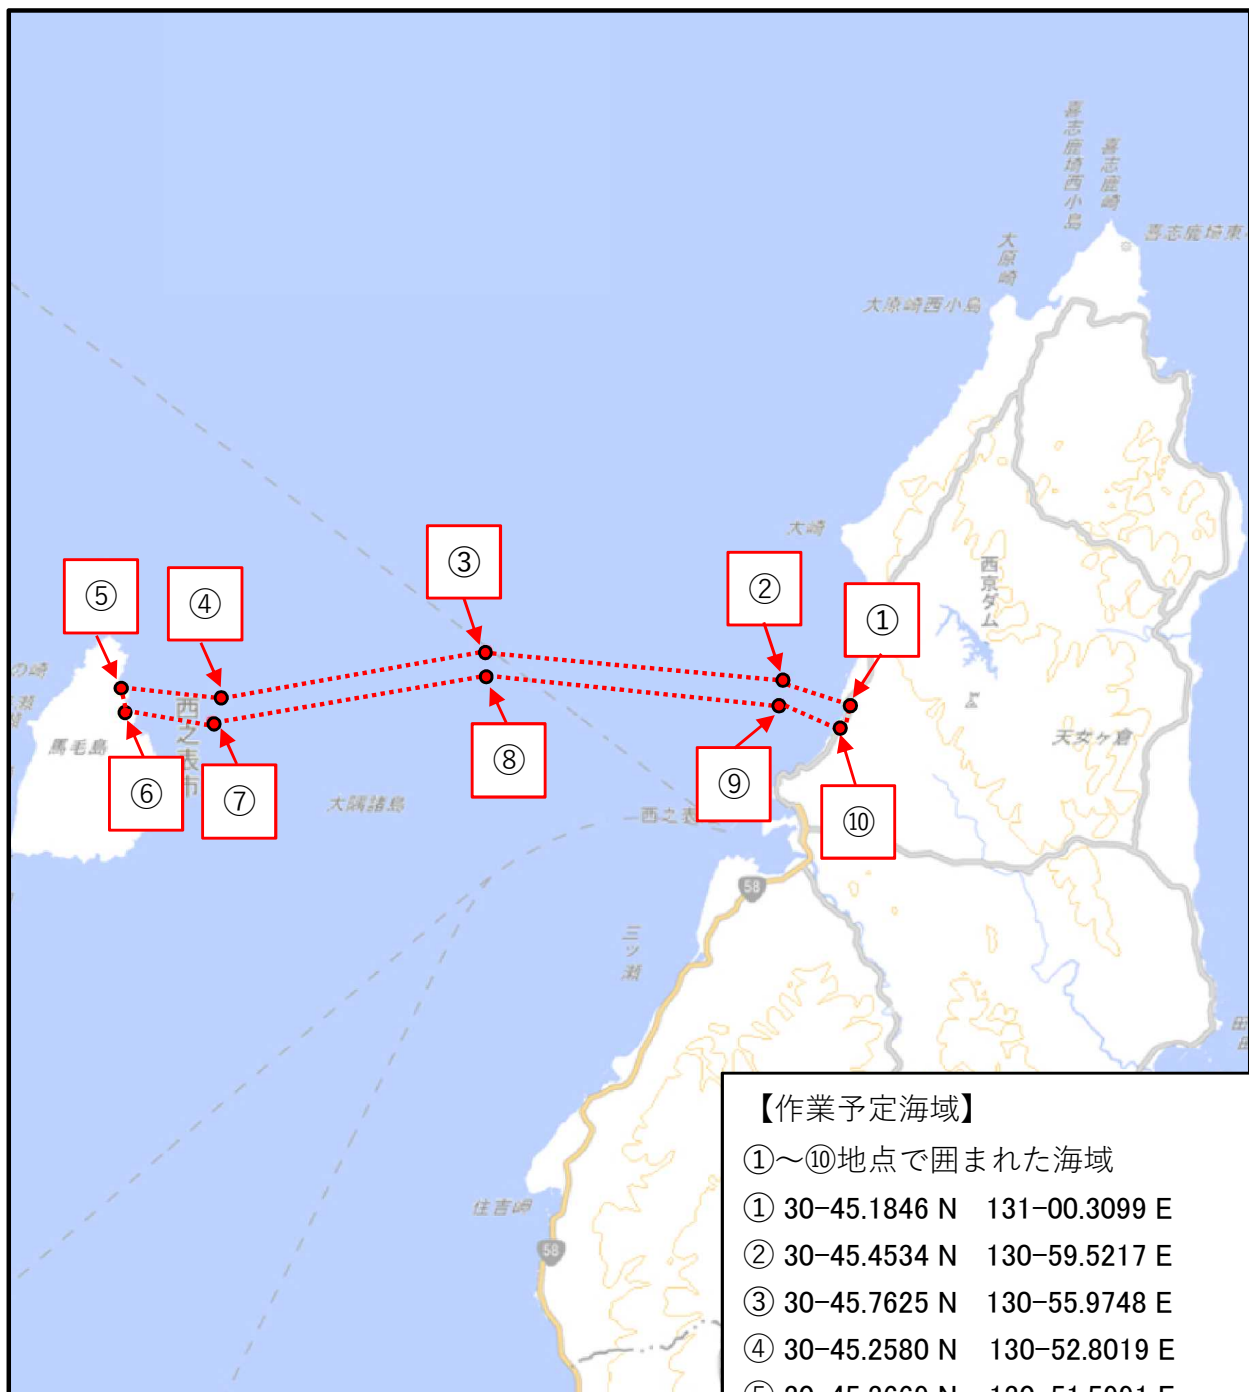 喜志鹿埼西小島
喜志鹿崎
喜志鹿埼東
大原崎
大原崎西小島
大崎
③
②
⑤
④
①
西京ダム
の崎
馬毛島
西之表市
天女ヶ倉
⑧
⑨
⑥
⑦
⑩
大隅諸島
西之表
58
三ッ瀬
田
住吉岬
58
【作業予定海域】
①～⑩地点で囲まれた海域
① 30-45.1846 N 131-00.3099 E
② 30-45.4534 N 130-59.5217 E
③ 30-45.7625 N 130-55.9748 E
④ 30-45.2580 N 130-52.8019 E